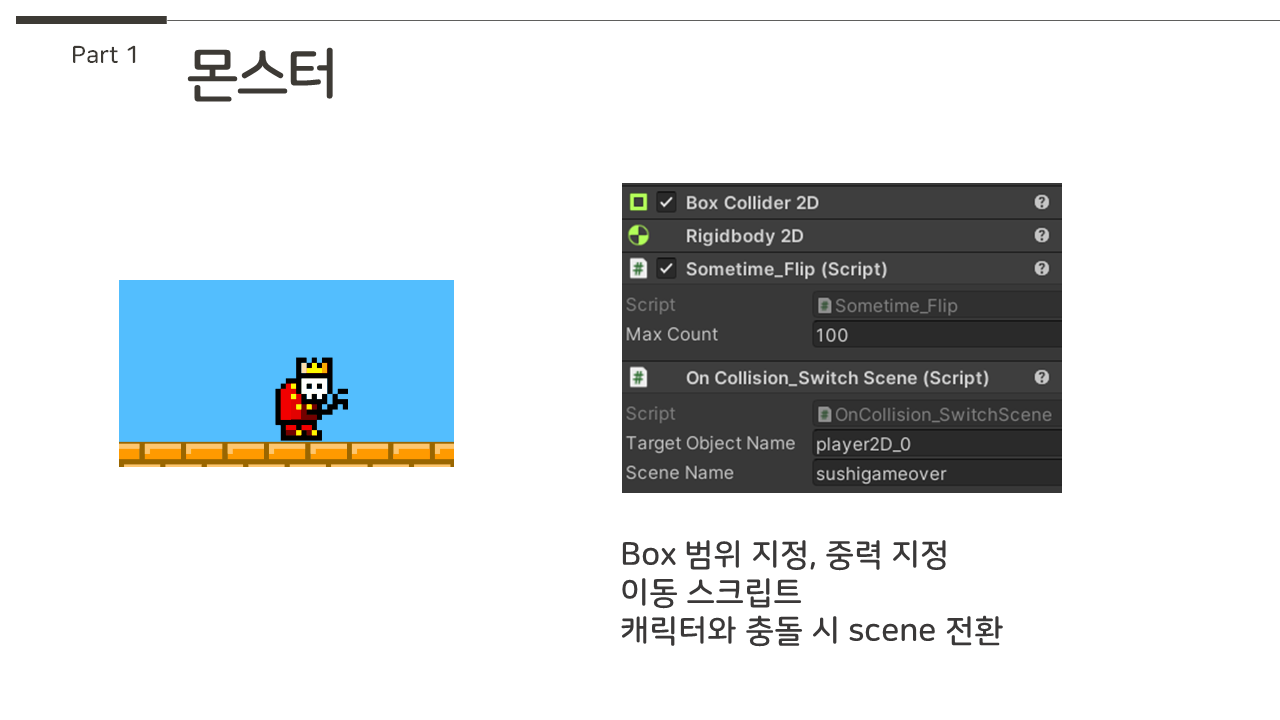 Part 1
몬스터
Box Collider 2D
Rigidbody 2D
Sometime_Flip (Script)
Script Sometime_Flip
Max Count 100
On Collision_Switch Scene (Script)
Script OnCollision_SwitchScene
Target Object Name player2D_0
Scene Name sushigameover
Box 범위 지정, 중력 지정
이동 스크립트
캐릭터와 충돌 시 scene 전환